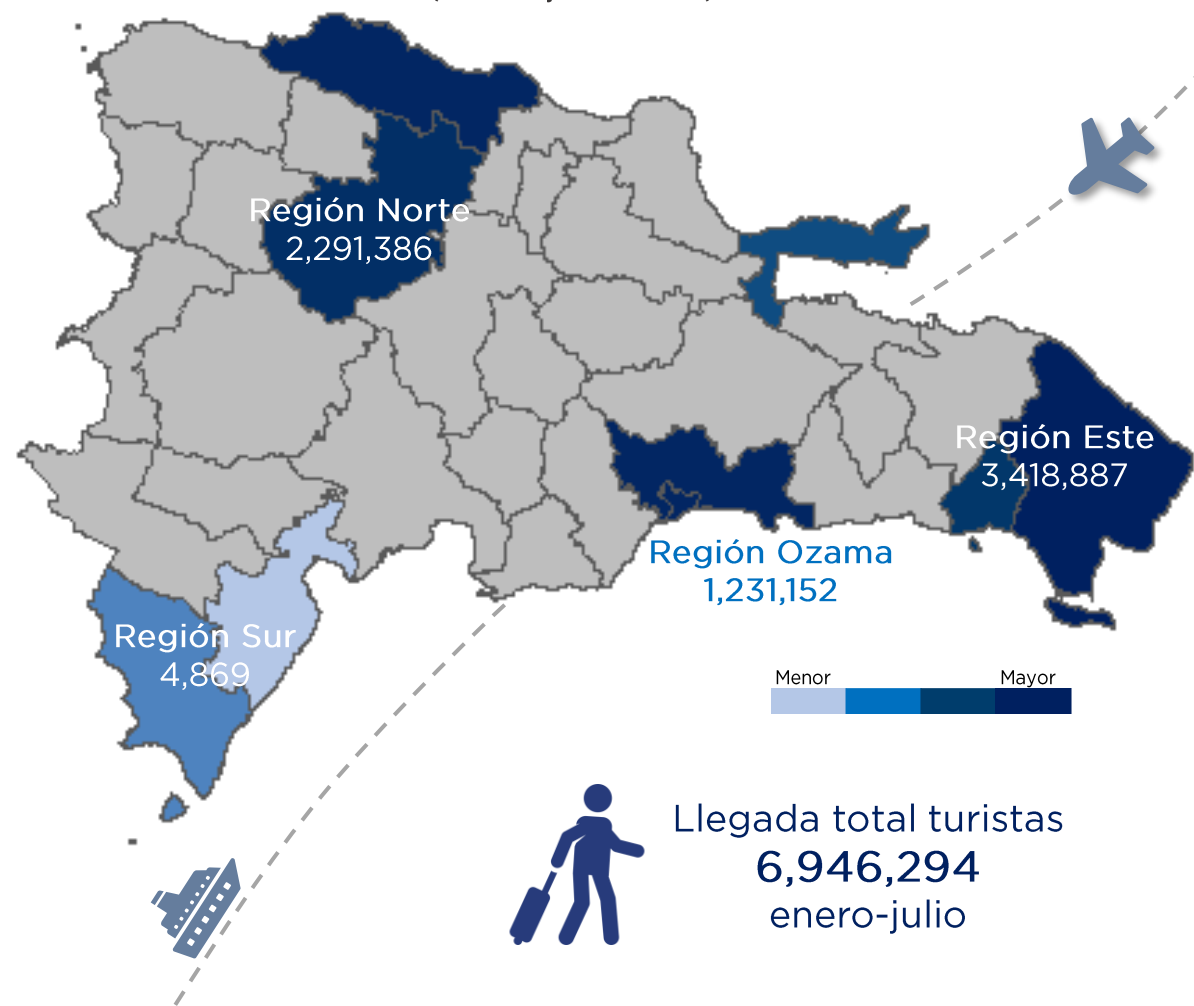 Región Norte
2,291,386
Región Este
3,418,887
Región Ozama
1,231,152
Región Sur
4,869
Menor
Mayor
Llegada total turistas
6,946,294
enero-julio